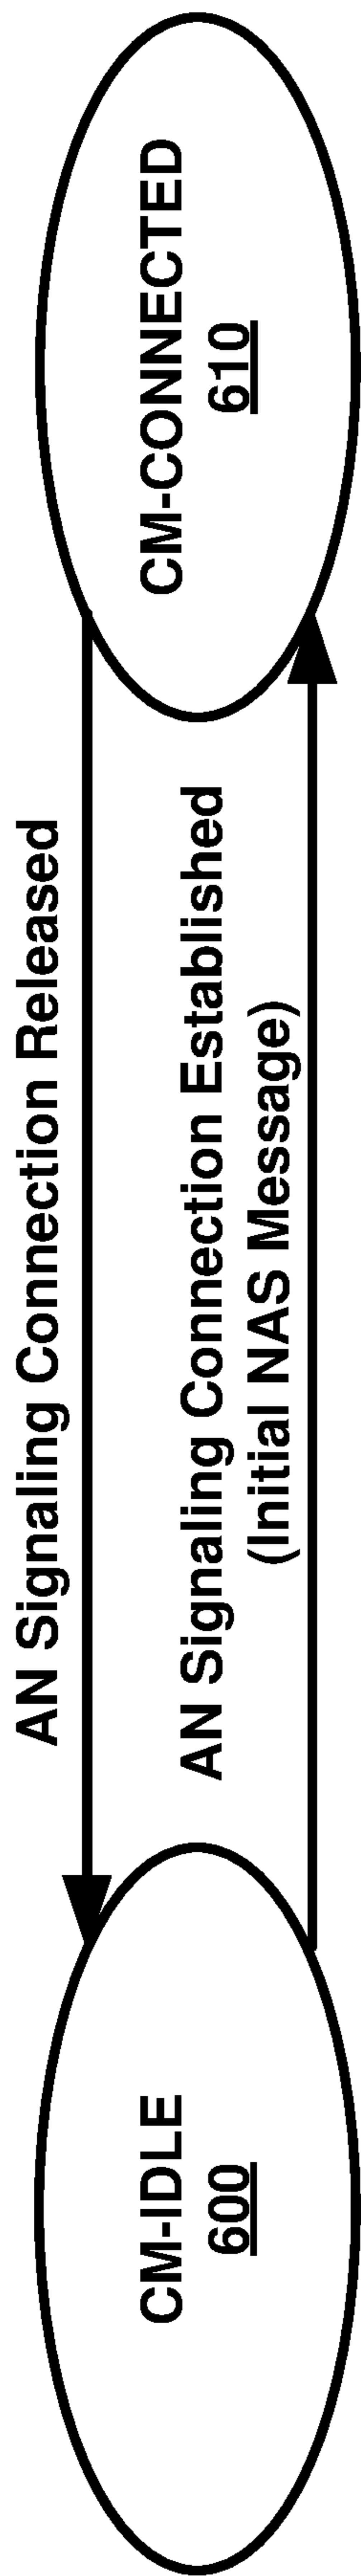 AN Signaling Connection Released
CM-IDLE
600
AN Signaling Connection Established
(Initial NAS Message)
CM-CONNECTED
610